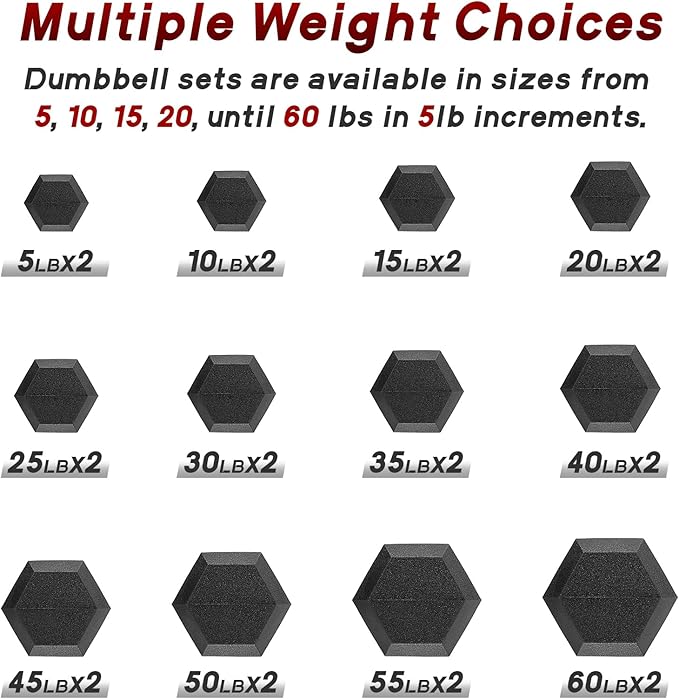 Multiple Weight Choices
Dumbbell sets are available in sizes from
5, 10, 15, 20, until 60 lbs in 5lb increments.
5LBX2
10LBX2
15LBX2
20LBX2
25LBX2
30LBX2
35LBX2
40LBX2
45LBX2
50LBX2
55LBX2
60LBX2